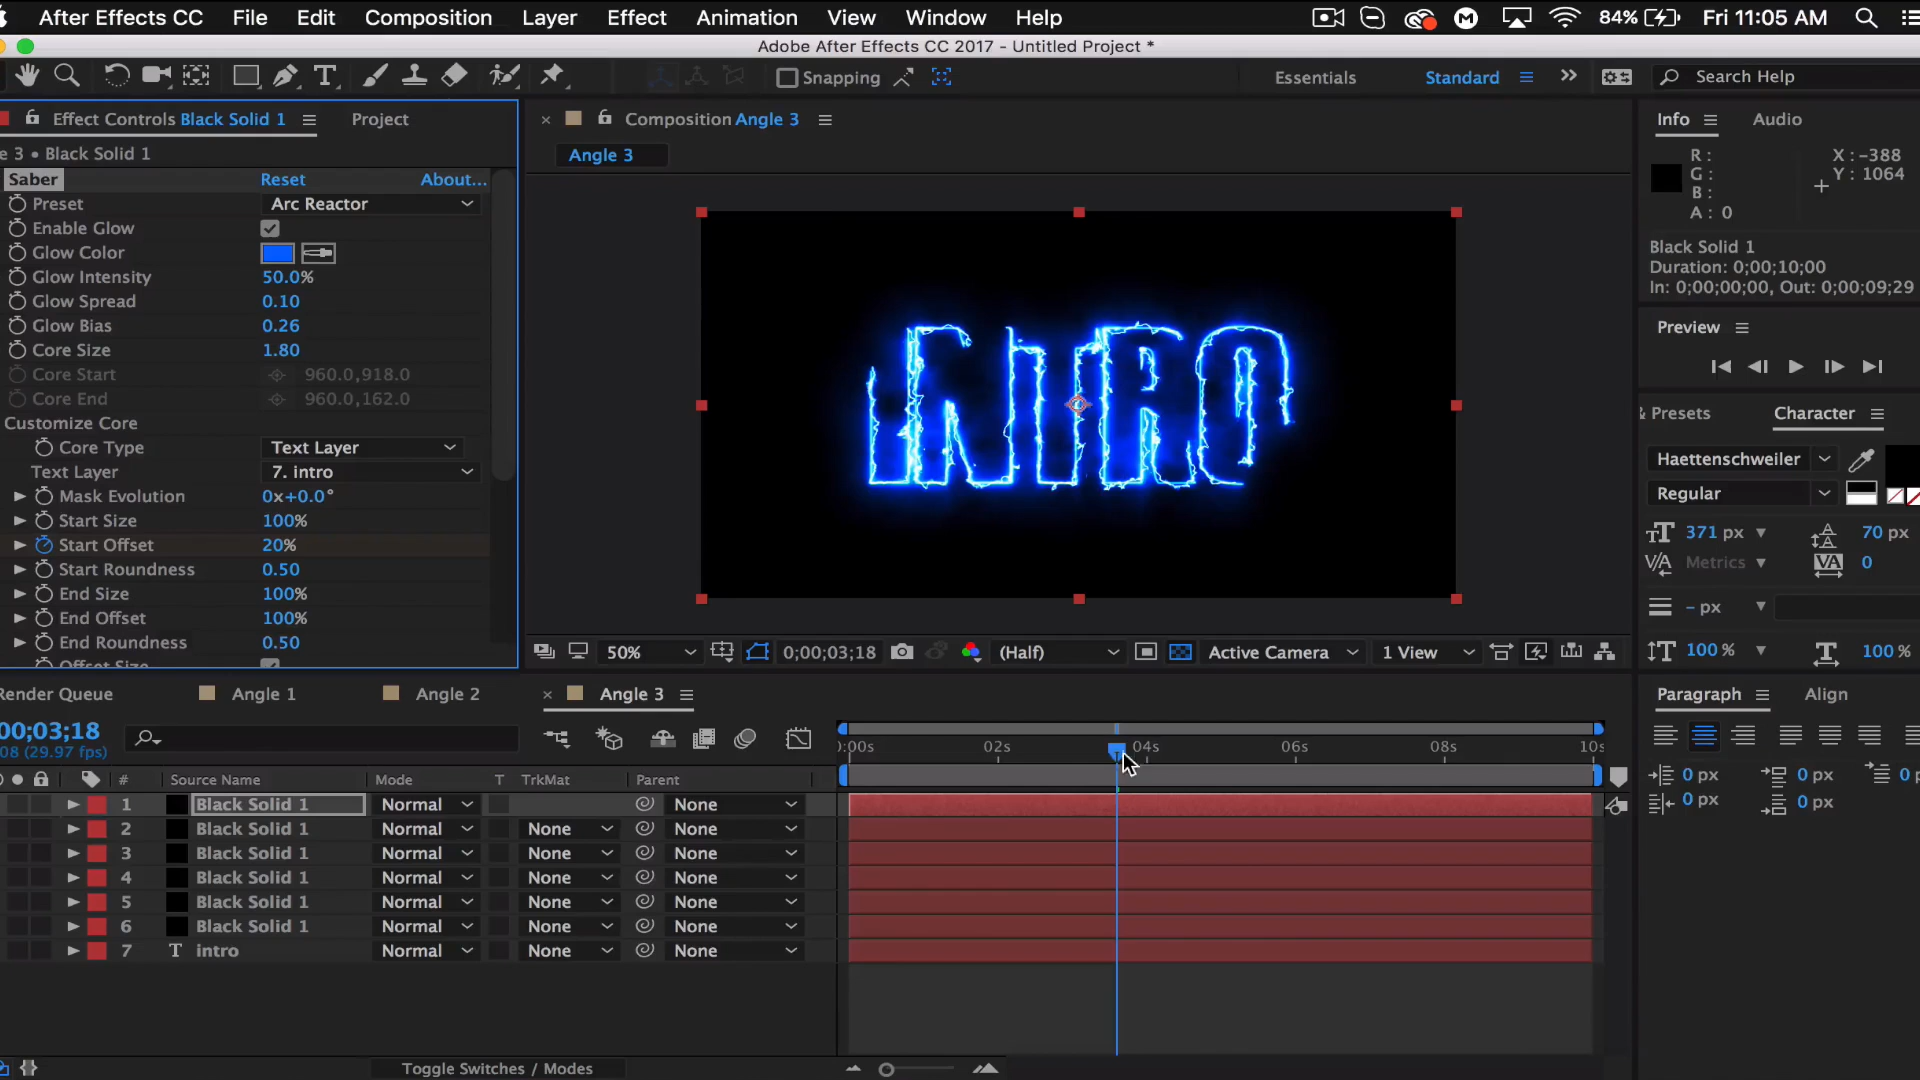 After Effects CC File Edit Composition Layer Effect Animation View Window Help 84% Fri 11:05 AM
Adobe After Effects CC 2017 - Untitled Project *
Snapping Essentials Standard Search Help
Effect Controls Black Solid 1 Project
Composition Angle 3
Info Audio
e 3 • Black Solid 1
Angle 3
Saber Reset About...
Preset Arc Reactor
Enable Glow
Glow Color
Glow Intensity 50.0%
Glow Spread 0.10
Glow Bias 0.26
Core Size 1.80
Core Start 960.0,918.0
Core End 960.0,162.0
Customize Core
Core Type Text Layer
Text Layer 7. intro
Mask Evolution 0x+0.0°
Start Size 100%
Start Offset 20%
Start Roundness 0.50
End Size 100%
End Offset 100%
End Roundness 0.50
Offset Size
INTRO
50% 0;00;03;18 (Half) Active Camera 1 View
R :
G :
B :
A : 0
X : -388
Y : 1064
Black Solid 1
Duration: 0;00;10;00
In: 0;00;00;00, Out: 0;00;09;29
Preview
& Presets Character
Haettenschweiler
Regular
371 px 70 px
Metrics 0
- px
100 % 100 %
Paragraph Align
0 px 0 px 0 p
0 px 0 px
Render Queue Angle 1 Angle 2 Angle 3
00;03;18
08 (29.97 fps)
:00s 02s 04s 06s 08s 10s
# Source Name Mode T TrkMat Parent
1 Black Solid 1 Normal None
2 Black Solid 1 Normal None None
3 Black Solid 1 Normal None None
4 Black Solid 1 Normal None None
5 Black Solid 1 Normal None None
6 Black Solid 1 Normal None None
7 T intro Normal None None
Toggle Switches / Modes